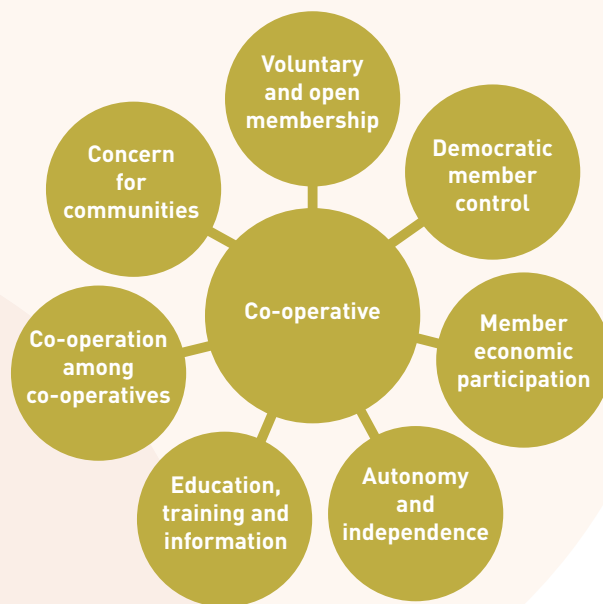 Voluntary
and open
membership
Democratic
member
control
Member
economic
participation
Autonomy
and
independence
Education,
training and
information
Co-operation
among
co-operatives
Concern
for
communities
Co-operative